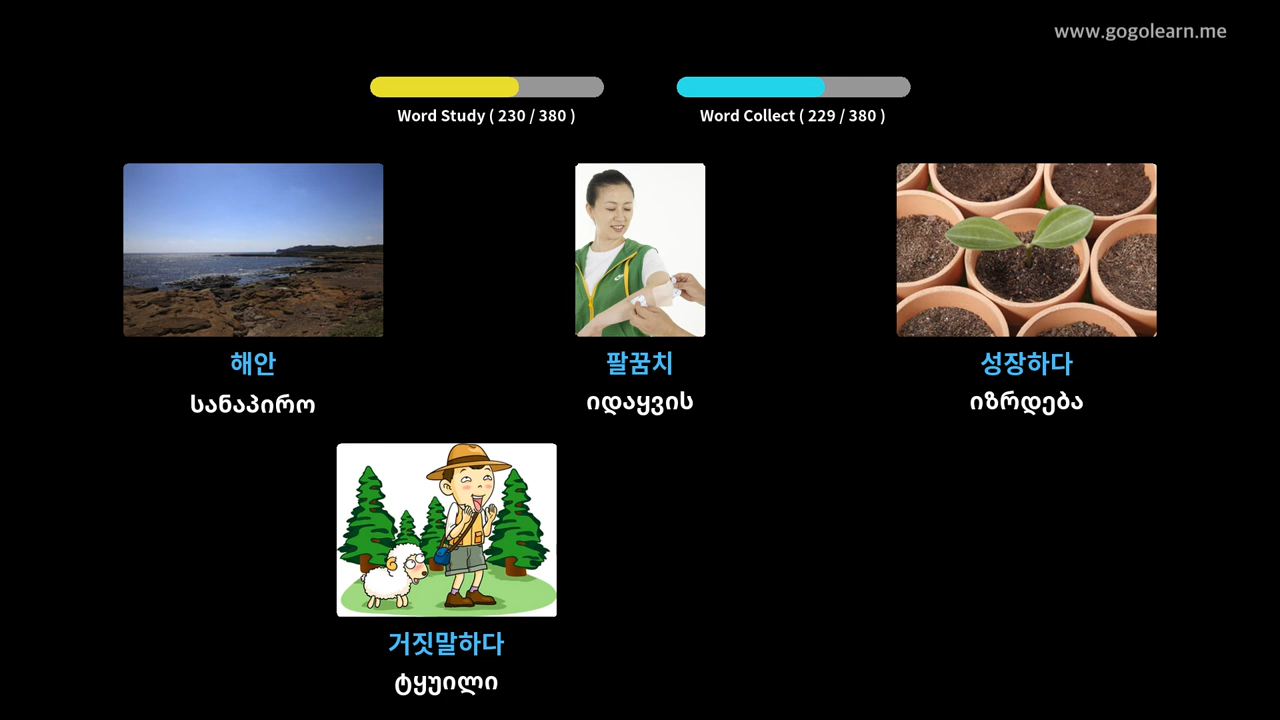 www.gogolearn.me
Word Study ( 230 / 380 )
Word Collect ( 229 / 380 )
해안
팔꿈치
성장하다
სანაპირო
იდაყვის
იზრდება
거짓말하다
ტყუილი